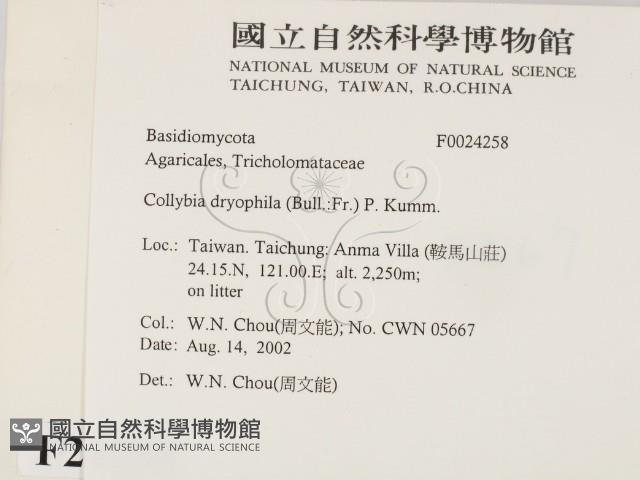 國立自然科學博物館
NATIONAL MUSEUM OF NATURAL SCIENCE
TAICHUNG, TAIWAN, R.O.CHINA
Basidiomycota F0024258
Agaricales, Tricholomataceae
Collybia dryophila (Bull.:Fr.) P. Kumm.
Loc.: Taiwan. Taichung: Anma Villa (鞍馬山莊)
24.15.N, 121.00.E; alt. 2,250m;
on litter
Col.: W.N. Chou(周文能); No. CWN 05667
Date: Aug. 14, 2002
Det.: W.N. Chou(周文能)
國立自然科學博物館
NATIONAL MUSEUM OF NATURAL SCIENCE
F2